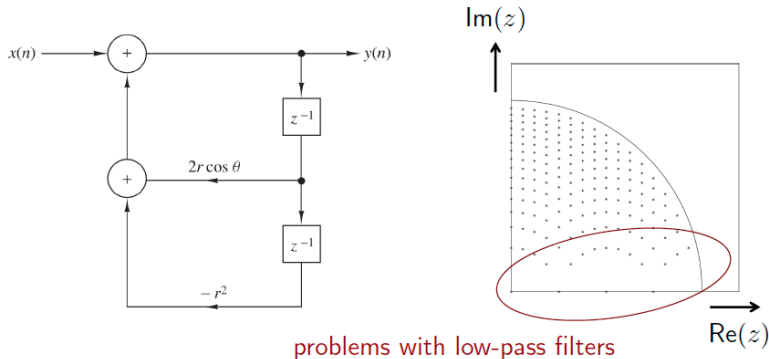 Im(z)
x(n)
+
y(n)
z⁻¹
2r cos θ
+
z⁻¹
− r²
Re(z)
problems with low-pass filters